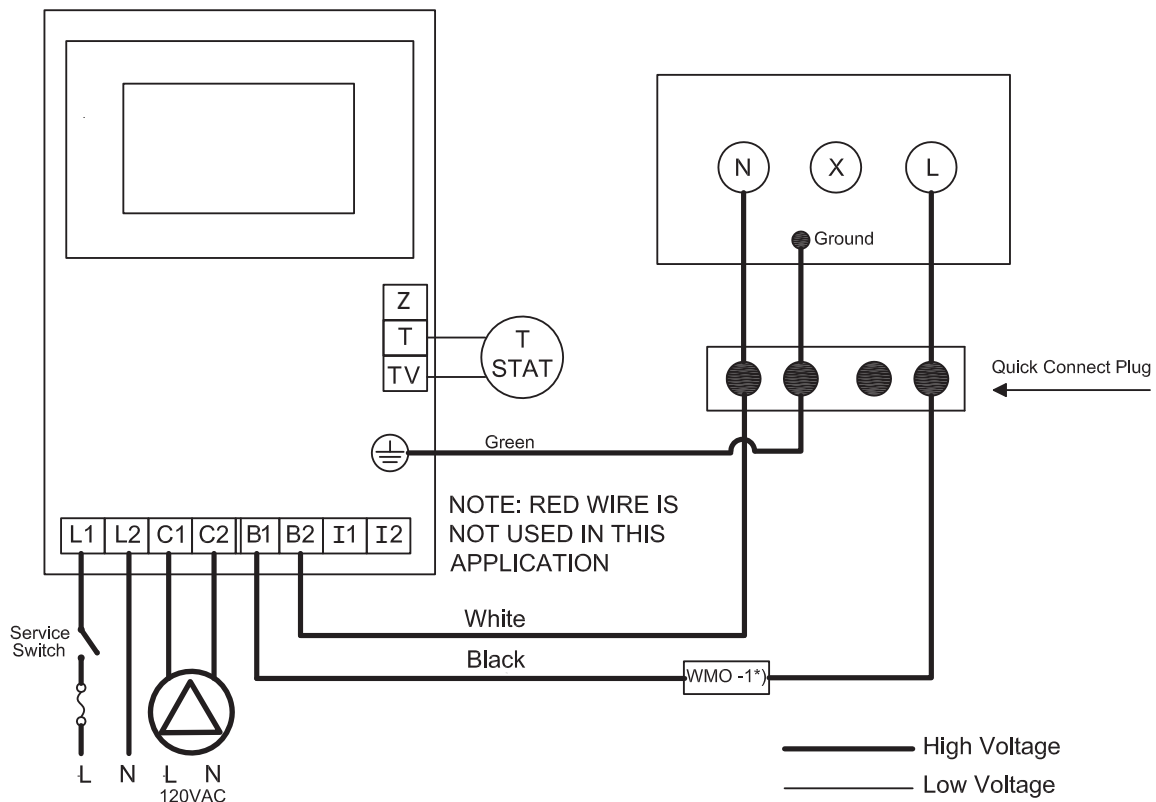 N X L
Ground
Z
T
TV
T
STAT
Quick Connect Plug
Green
NOTE: RED WIRE IS
NOT USED IN THIS
APPLICATION
L1 L2 C1 C2 B1 B2 I1 I2
White
Black
WMO -1*)
Service
Switch
L N L N
120VAC
High Voltage
Low Voltage